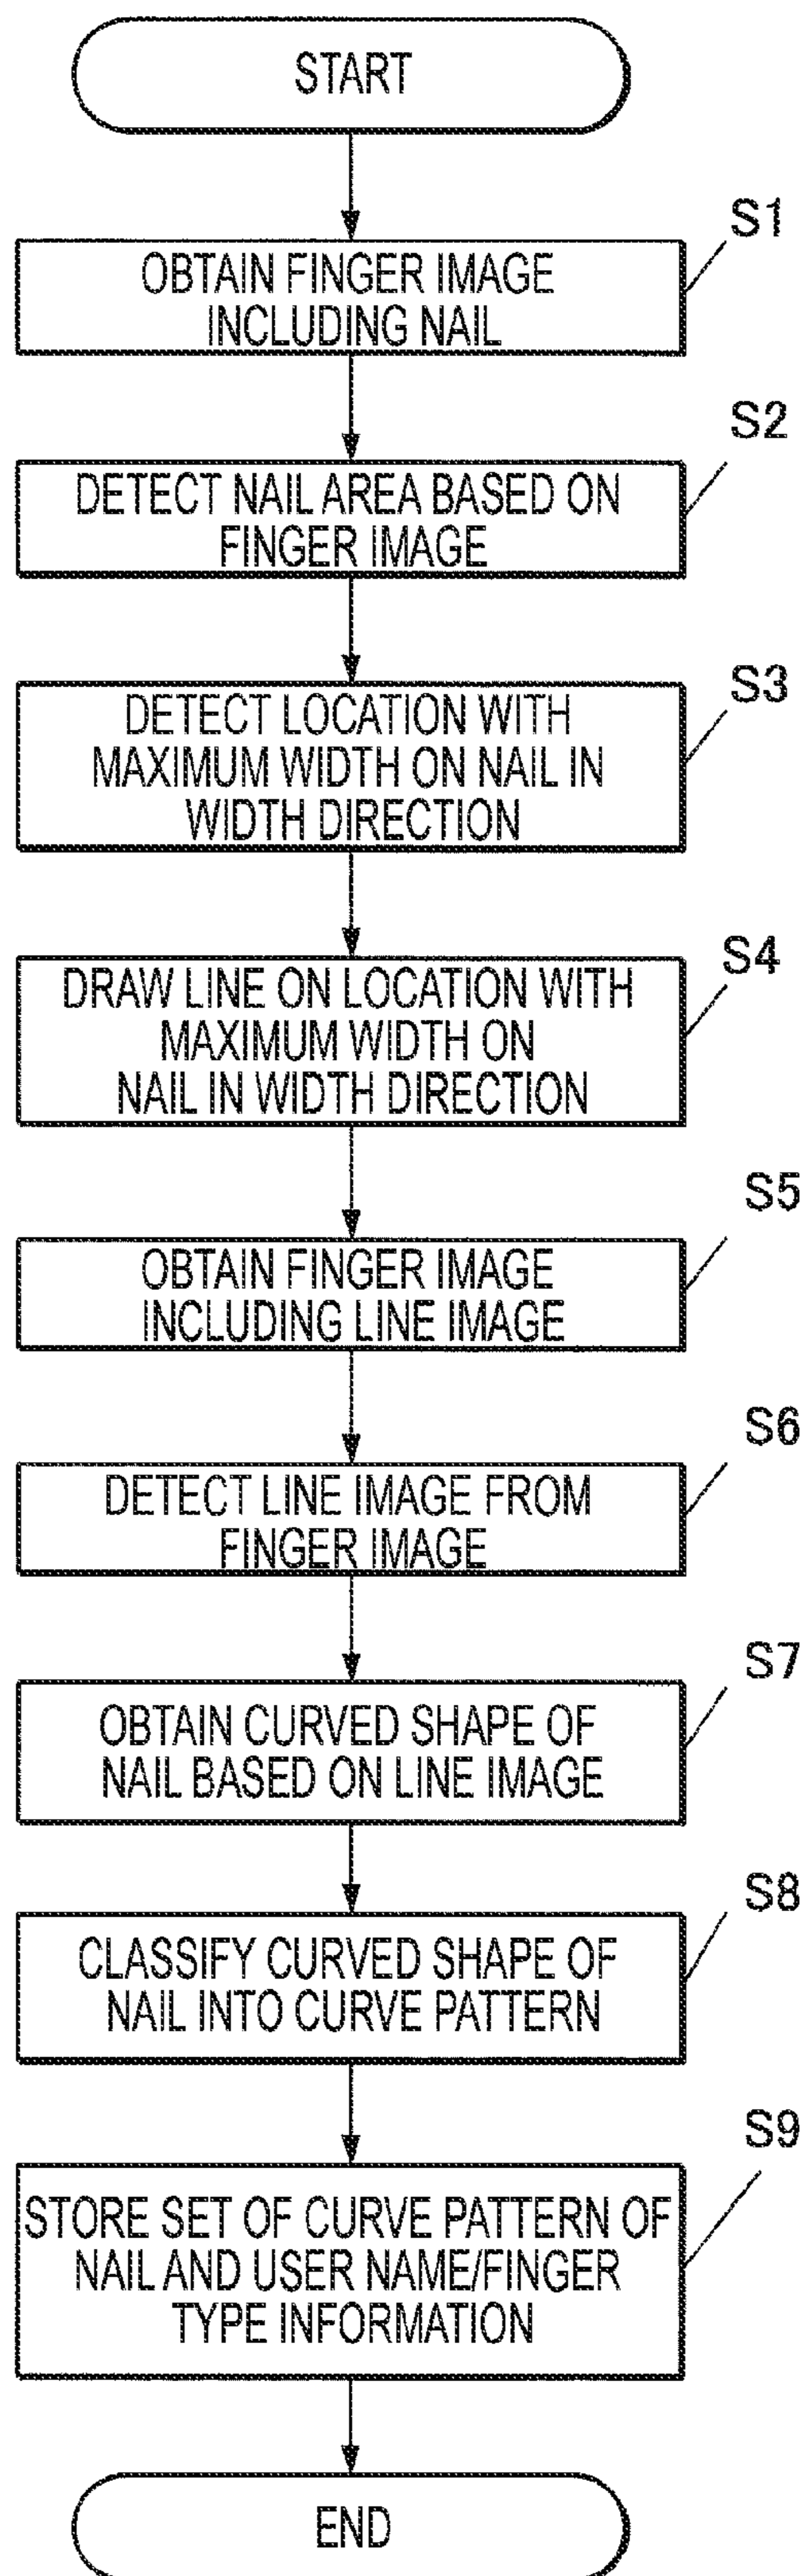 START
S1
OBTAIN FINGER IMAGE
INCLUDING NAIL
S2
DETECT NAIL AREA BASED ON
FINGER IMAGE
S3
DETECT LOCATION WITH
MAXIMUM WIDTH ON NAIL IN
WIDTH DIRECTION
S4
DRAW LINE ON LOCATION WITH
MAXIMUM WIDTH ON
NAIL IN WIDTH DIRECTION
S5
OBTAIN FINGER IMAGE
INCLUDING LINE IMAGE
S6
DETECT LINE IMAGE FROM
FINGER IMAGE
S7
OBTAIN CURVED SHAPE OF
NAIL BASED ON LINE IMAGE
S8
CLASSIFY CURVED SHAPE OF
NAIL INTO CURVE PATTERN
S9
STORE SET OF CURVE PATTERN OF
NAIL AND USER NAME/FINGER
TYPE INFORMATION
END